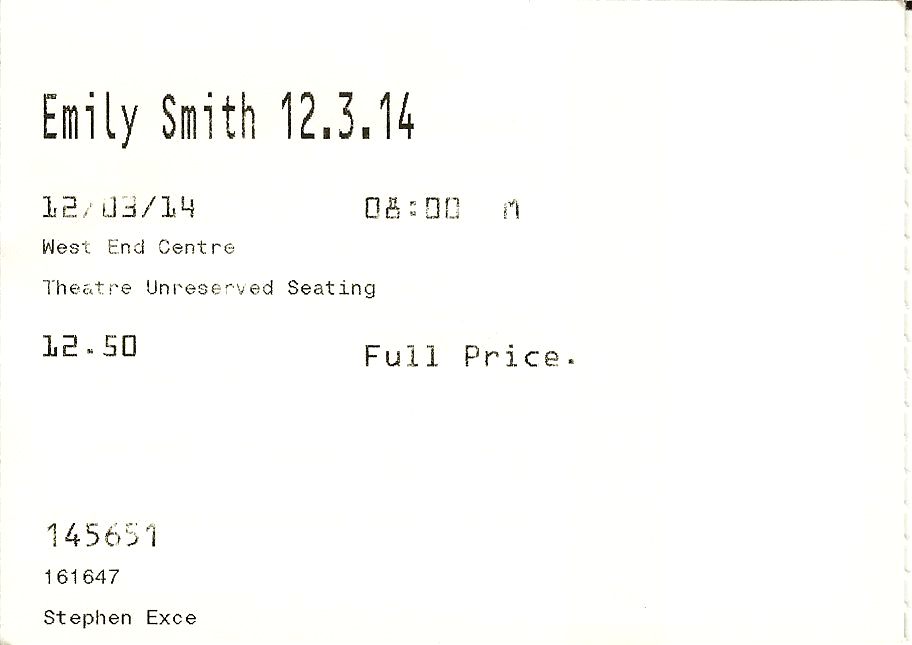 Emily Smith 12.3.14
12/03/14 08:00
West End Centre
Theatre Unreserved Seating
12.50 Full Price.
145651
161647
Stephen Exce